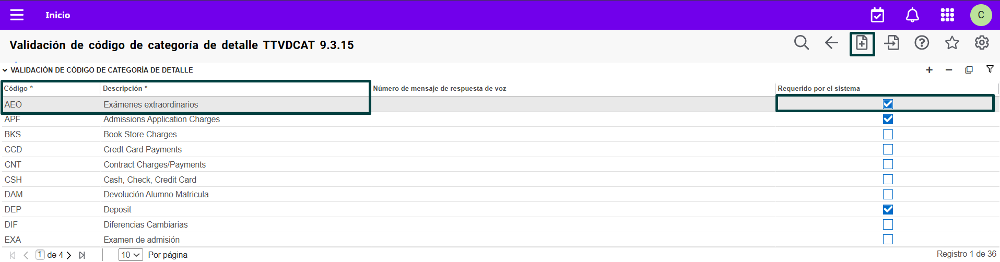 Inicio
C
Validación de código de categoría de detalle TTVDCAT 9.3.15
VALIDACIÓN DE CÓDIGO DE CATEGORÍA DE DETALLE
Código * Descripción * Número de mensaje de respuesta de voz Requerido por el sistema
AEO Exámenes extraordinarios
APF Admissions Application Charges
BKS Book Store Charges
CCD Credt Card Payments
CNT Contract Charges/Payments
CSH Cash, Check, Credit Card
DAM Devolución Alumno Matricula
DEP Deposit
DIF Diferencias Cambiarias
EXA Examen de admisión
1 de 4 10 Por página Registro 1 de 36